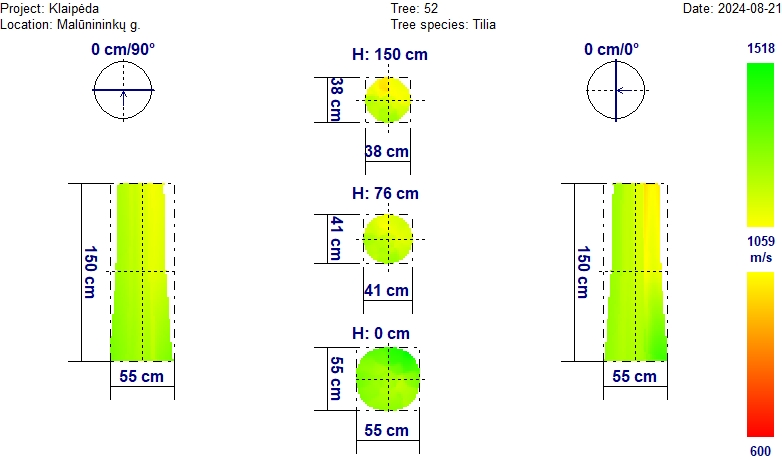 Project: Klaipėda
Tree: 52
Date: 2024-08-21
Location: Malūnininkų g.
Tree species: Tilia
0 cm/90°
H: 150 cm
0 cm/0°
1518
38 cm
38 cm
H: 76 cm
41 cm
41 cm
1059
m/s
150 cm
150 cm
H: 0 cm
55 cm
55 cm
55 cm
55 cm
600